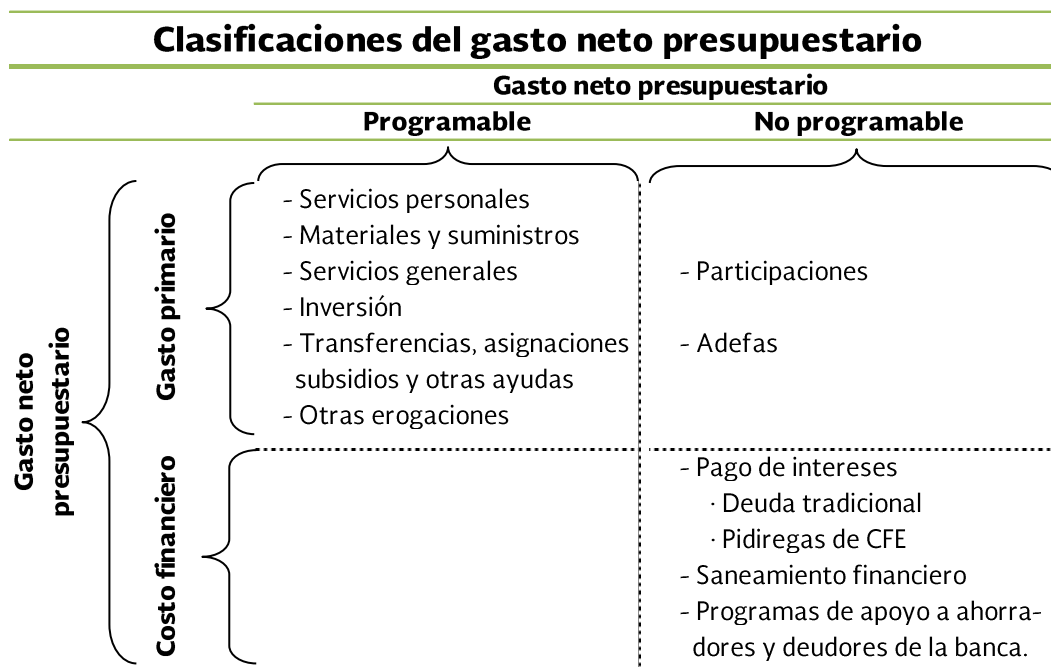 Clasificaciones del gasto neto presupuestario
Gasto neto presupuestario
Programable
No programable
Gasto neto
presupuestario
Gasto primario
- Servicios personales
- Materiales y suministros
- Servicios generales
- Inversión
- Transferencias, asignaciones
subsidios y otras ayudas
- Otras erogaciones
- Participaciones
- Adefas
Costo financiero
- Pago de intereses
· Deuda tradicional
· Pidiregas de CFE
- Saneamiento financiero
- Programas de apoyo a ahorra-
dores y deudores de la banca.